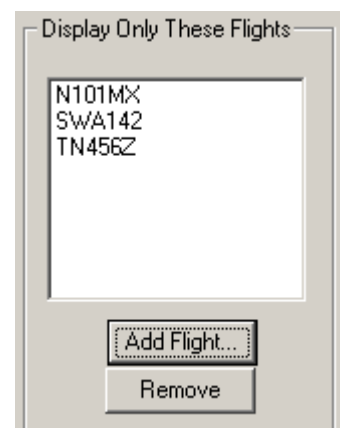 Display Only These Flights
N101MX
SWA142
TN456Z
Add Flight...
Remove